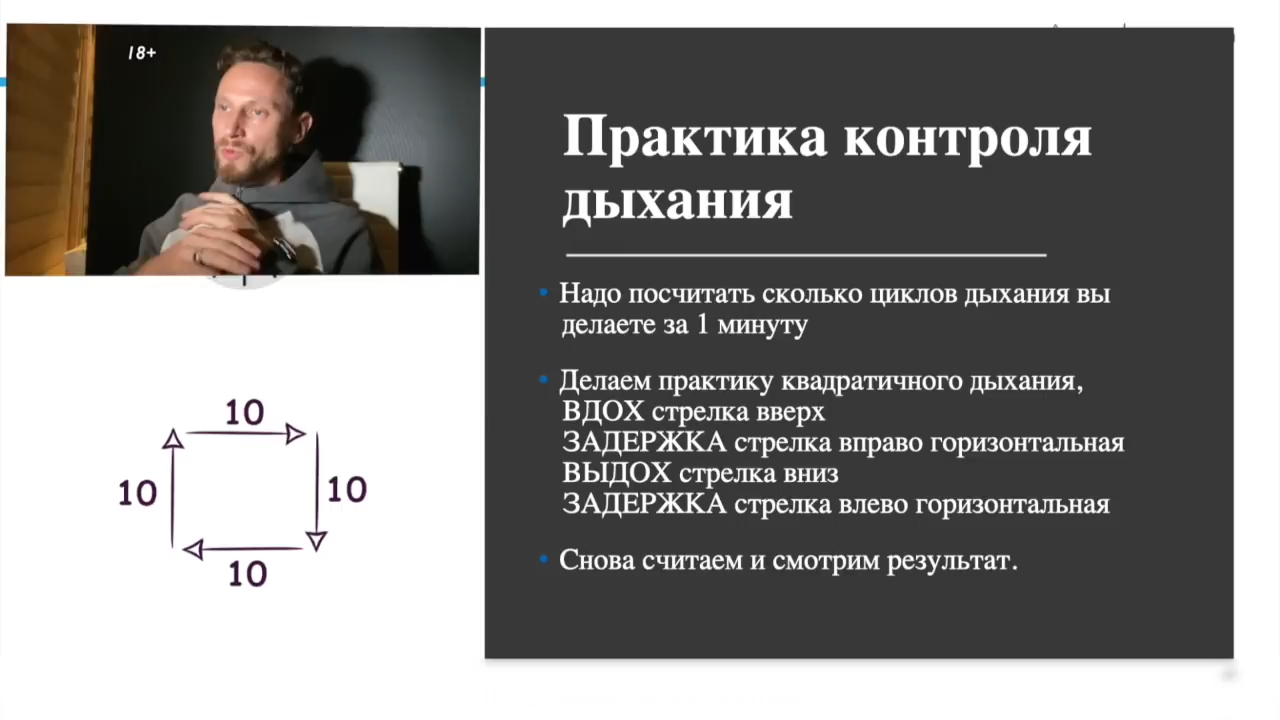 18+
Практика контроля
дыхания
Надо посчитать сколько циклов дыхания вы
делаете за 1 минуту
Делаем практику квадратичного дыхания,
ВДОХ стрелка вверх
ЗАДЕРЖКА стрелка вправо горизонтальная
ВЫДОХ стрелка вниз
ЗАДЕРЖКА стрелка влево горизонтальная
Снова считаем и смотрим результат.
10
10
10
10